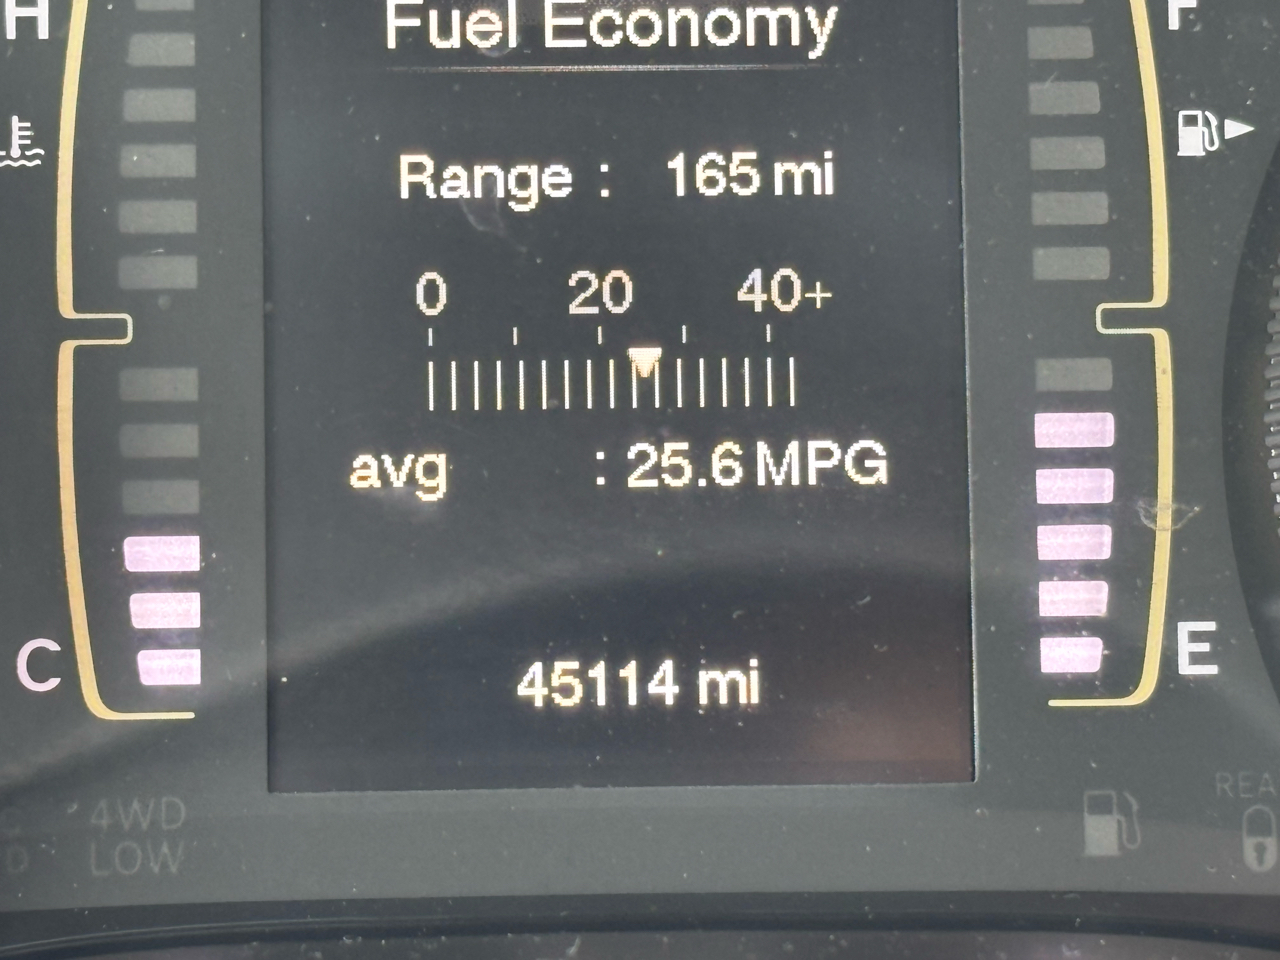 H
Fuel Economy
F
Range : 165 mi
0 20 40+
avg : 25.6 MPG
C
45114 mi
E
4WD
LOW